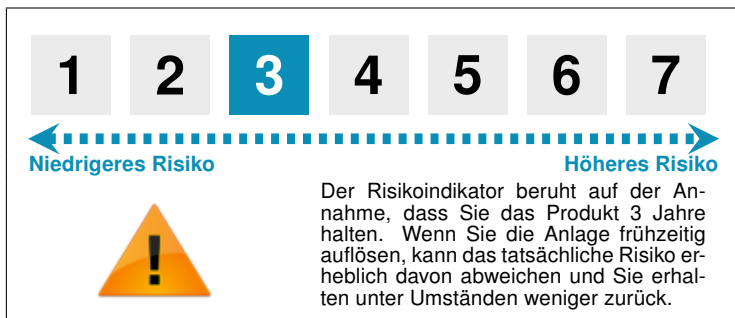 1 2 3 4 5 6 7
Niedrigeres Risiko Höheres Risiko
!
Der Risikoindikator beruht auf der An-
nahme, dass Sie das Produkt 3 Jahre
halten. Wenn Sie die Anlage frühzeitig
auflösen, kann das tatsächliche Risiko er-
heblich davon abweichen und Sie erhal-
ten unter Umständen weniger zurück.